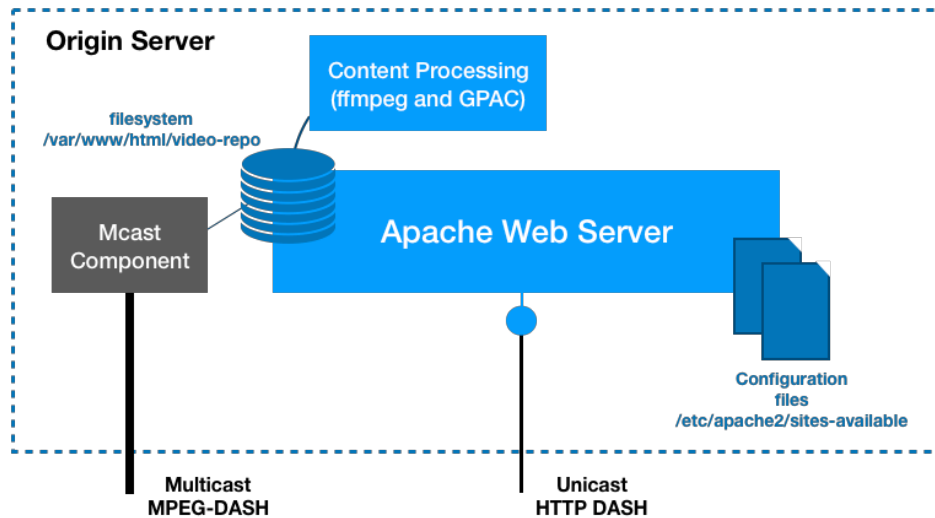 Origin Server
Content Processing
(ffmpeg and GPAC)
filesystem
/var/www/html/video-repo
Mcast
Component
Apache Web Server
Configuration
files
/etc/apache2/sites-available
Multicast
MPEG-DASH
Unicast
HTTP DASH